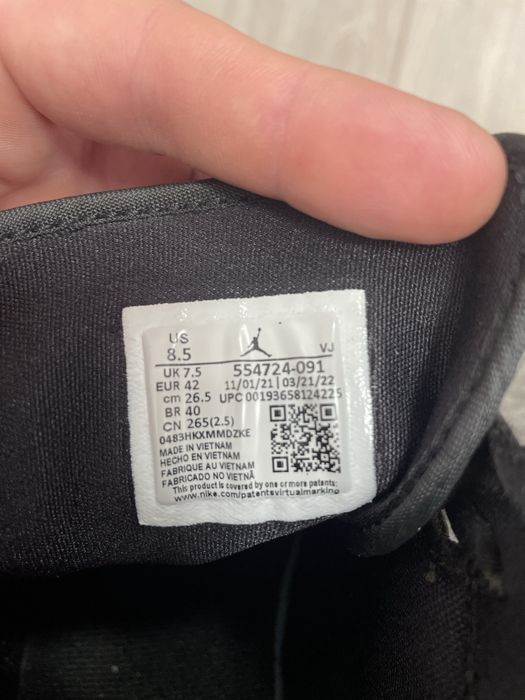 US
8.5
VJ
UK 7.5
554724-091
EUR 42
11/01/21 | 03/21/22
cm 26.5
UPC 00193658124225
BR 40
CN 265(2.5)
0483HKXMMDZKE
MADE IN VIETNAM
HECHO EN VIETNAM
FABRIQUE AU VIETNAM
FABRICADO NO VIETNÃ
This product is covered by one or more patents:
www.nike.com/patentsvirtualmarking